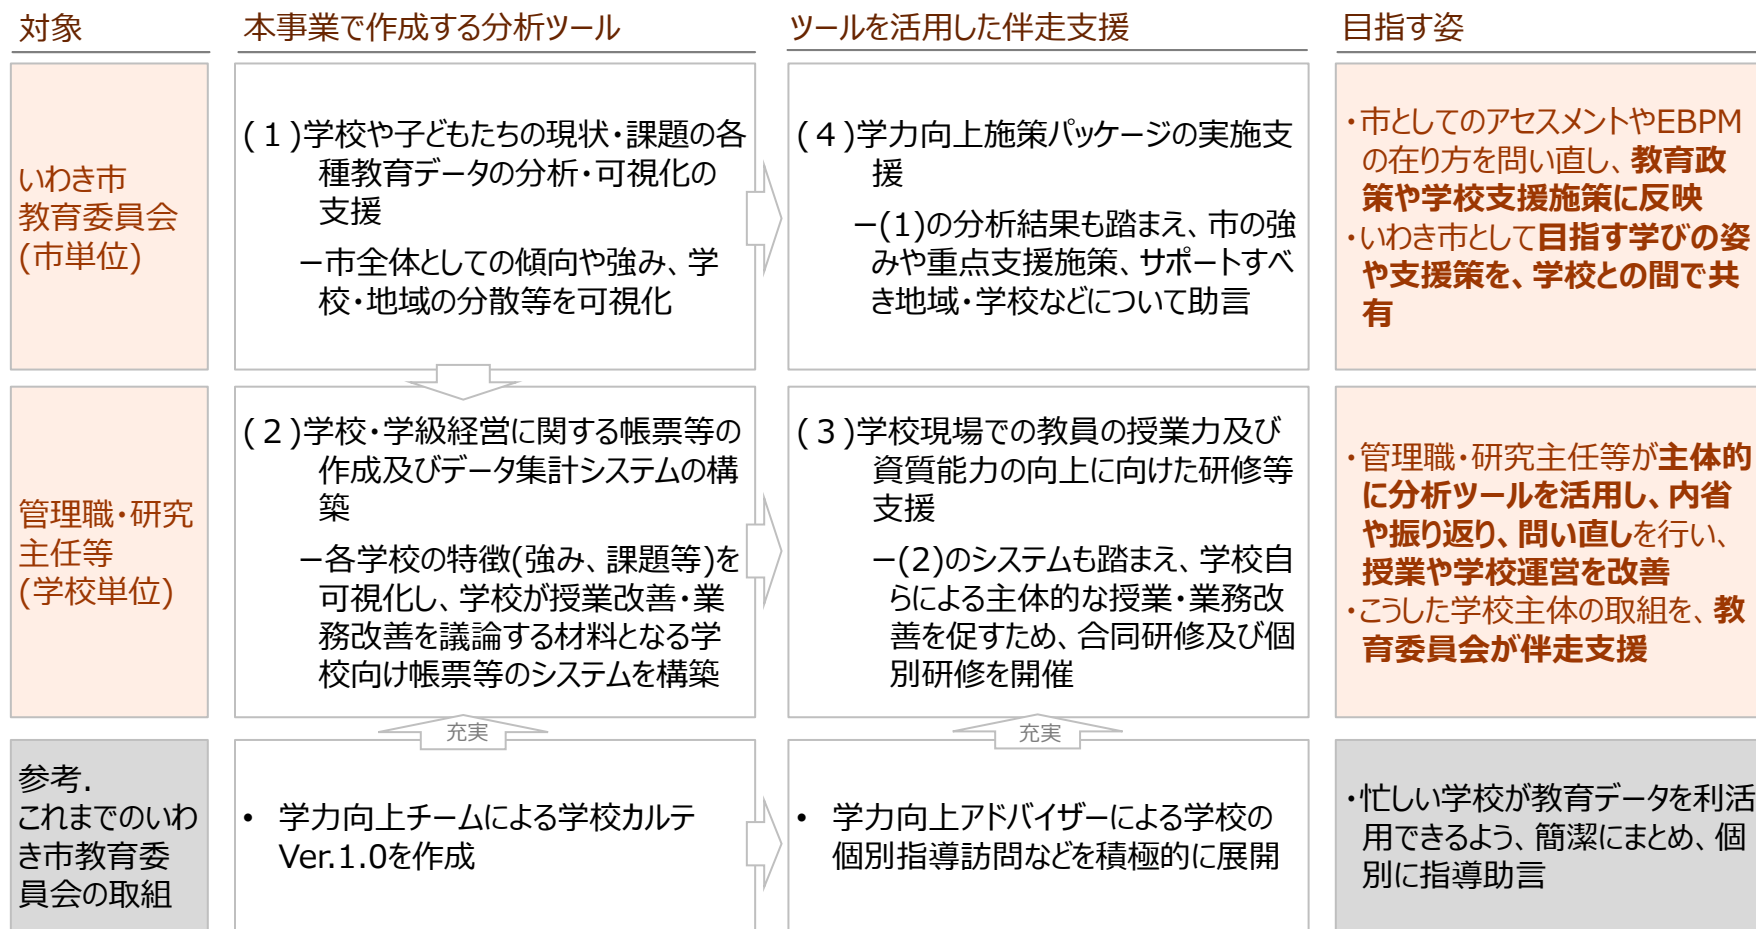 対象
本事業で作成する分析ツール
ツールを活用した伴走支援
目指す姿
いわき市
教育委員会
(市単位)
(１)学校や子どもたちの現状・課題の各
種教育データの分析・可視化の
支援
－市全体としての傾向や強み、学
校・地域の分散等を可視化
(４)学力向上施策パッケージの実施支
援
－(1)の分析結果も踏まえ、市の強
みや重点支援施策、サポートすべ
き地域・学校などについて助言
・市としてのアセスメントやEBPM
の在り方を問い直し、教育政
策や学校支援施策に反映
・いわき市として目指す学びの姿
や支援策を、学校との間で共
有
管理職・研究
主任等
(学校単位)
(２)学校・学級経営に関する帳票等の
作成及びデータ集計システムの構
築
－各学校の特徴(強み、課題等)を
可視化し、学校が授業改善・業
務改善を議論する材料となる学
校向け帳票等のシステムを構築
(３)学校現場での教員の授業力及び
資質能力の向上に向けた研修等
支援
－(2)のシステムも踏まえ、学校自
らによる主体的な授業・業務改
善を促すため、合同研修及び個
別研修を開催
・管理職・研究主任等が主体的
に分析ツールを活用し、内省
や振り返り、問い直しを行い、
授業や学校運営を改善
・こうした学校主体の取組を、教
育委員会が伴走支援
充実
充実
参考.
これまでのいわ
き市教育委
員会の取組
• 学力向上チームによる学校カルテ
Ver.1.0を作成
• 学力向上アドバイザーによる学校の
個別指導訪問などを積極的に展開
・忙しい学校が教育データを利活
用できるよう、簡潔にまとめ、個
別に指導助言